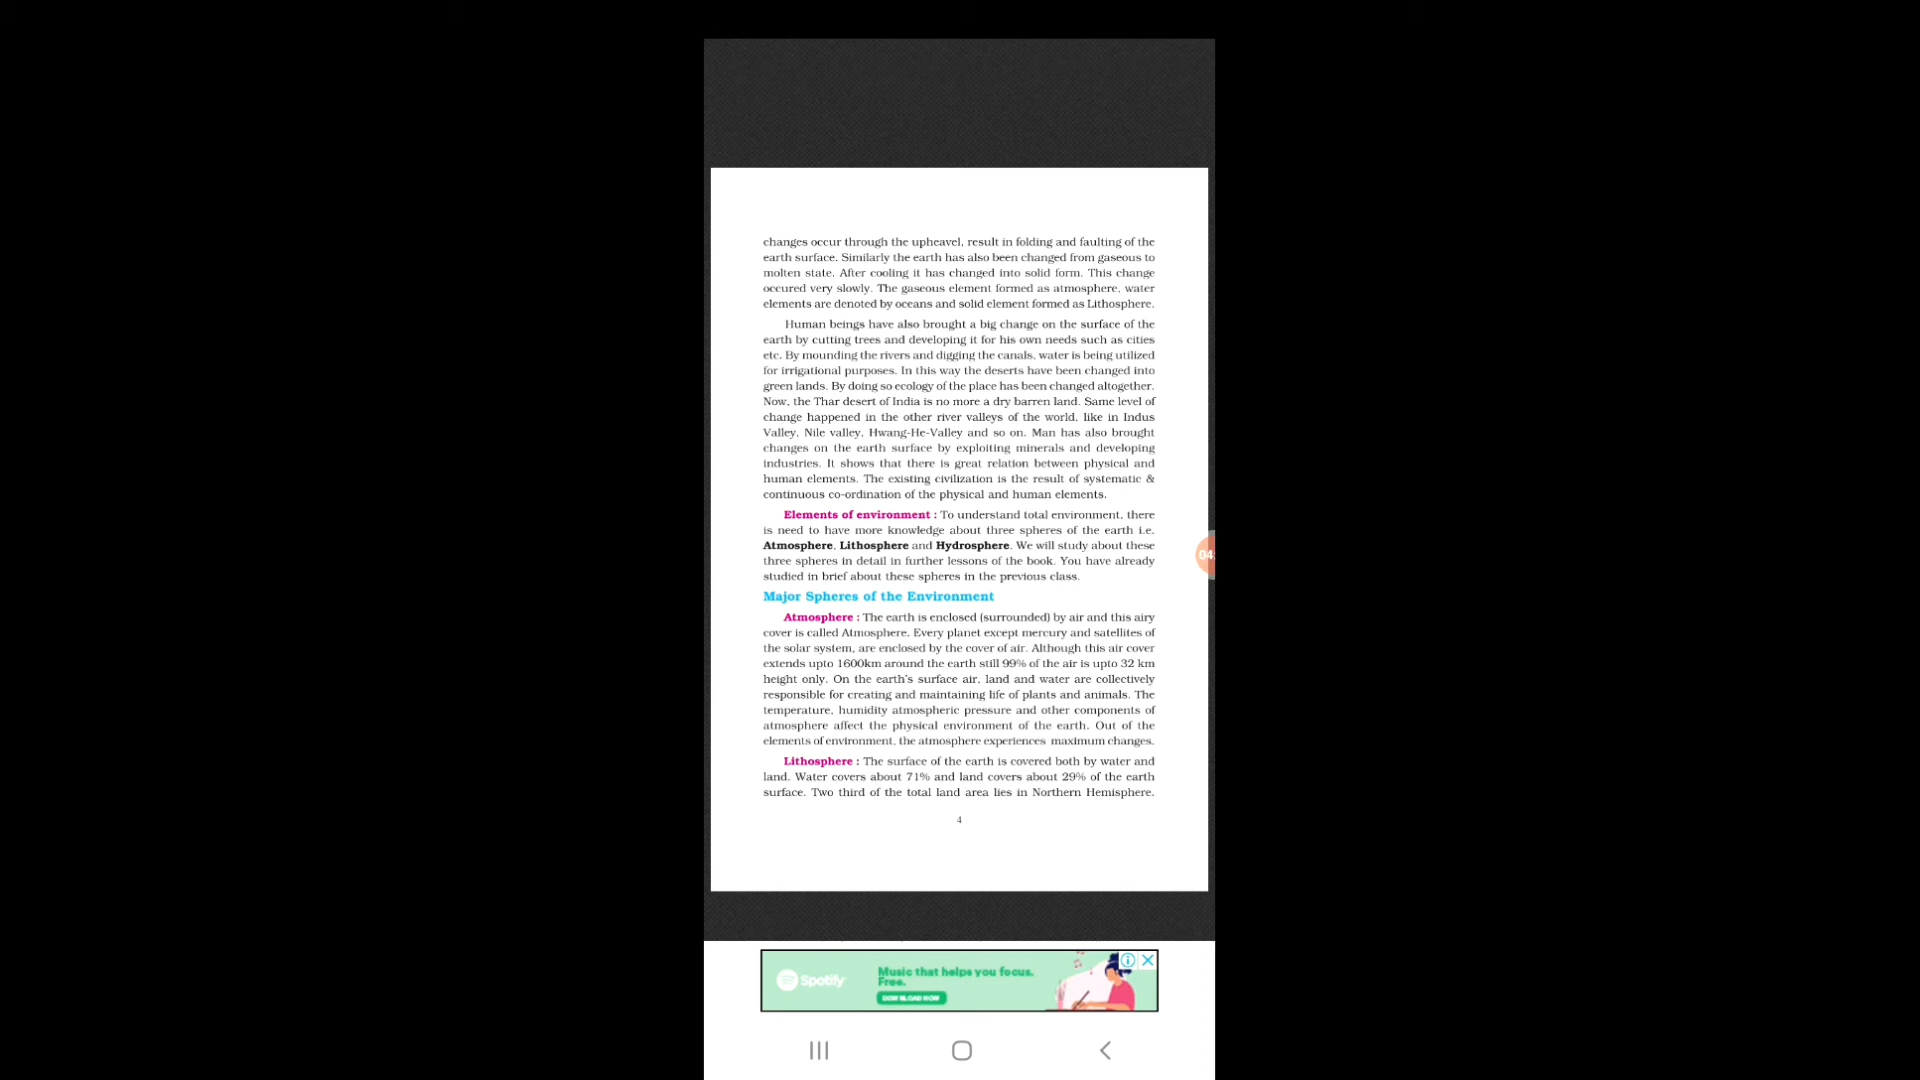 changes occur through the upheavel, result in folding and faulting of the
earth surface. Similarly the earth has also been changed from gaseous to
molten state. After cooling it has changed into solid form. This change
occured very slowly. The gaseous element formed as atmosphere, water
elements are denoted by oceans and solid element formed as Lithosphere.
Human beings have also brought a big change on the surface of the
earth by cutting trees and developing it for his own needs such as cities
etc. By mounding the rivers and digging the canals, water is being utilized
for irrigational purposes. In this way the deserts have been changed into
green lands. By doing so ecology of the place has been changed altogether.
Now, the Thar desert of India is no more a dry barren land. Same level of
change happened in the other river valleys of the world, like in Indus
Valley, Nile valley, Hwang-He-Valley and so on. Man has also brought
changes on the earth surface by exploiting minerals and developing
industries. It shows that there is great relation between physical and
human elements. The existing civilization is the result of systematic &
continuous co-ordination of the physical and human elements.
Elements of environment : To understand total environment, there
is need to have more knowledge about three spheres of the earth i.e.
Atmosphere, Lithosphere and Hydrosphere. We will study about these
three spheres in detail in further lessons of the book. You have already
studied in brief about these spheres in the previous class.
Major Spheres of the Environment
Atmosphere : The earth is enclosed (surrounded) by air and this airy
cover is called Atmosphere. Every planet except mercury and satellites of
the solar system, are enclosed by the cover of air. Although this air cover
extends upto 1600km around the earth still 99% of the air is upto 32 km
height only. On the earth's surface air, land and water are collectively
responsible for creating and maintaining life of plants and animals. The
temperature, humidity atmospheric pressure and other components of
atmosphere affect the physical environment of the earth. Out of the
elements of environment, the atmosphere experiences maximum changes.
Lithosphere : The surface of the earth is covered both by water and
land. Water covers about 71% and land covers about 29% of the earth
surface. Two third of the total land area lies in Northern Hemisphere.
4
04:
Spotify
Music that helps you focus.
Free.
DOWNLOAD NOW